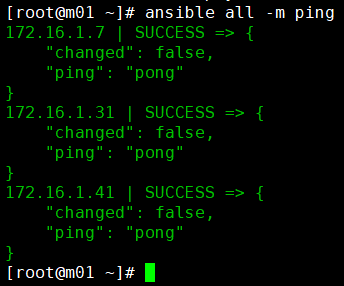 [root@m01 ~]# ansible all -m ping
172.16.1.7 | SUCCESS => {
    "changed": false,
    "ping": "pong"
}
172.16.1.31 | SUCCESS => {
    "changed": false,
    "ping": "pong"
}
172.16.1.41 | SUCCESS => {
    "changed": false,
    "ping": "pong"
}
[root@m01 ~]#